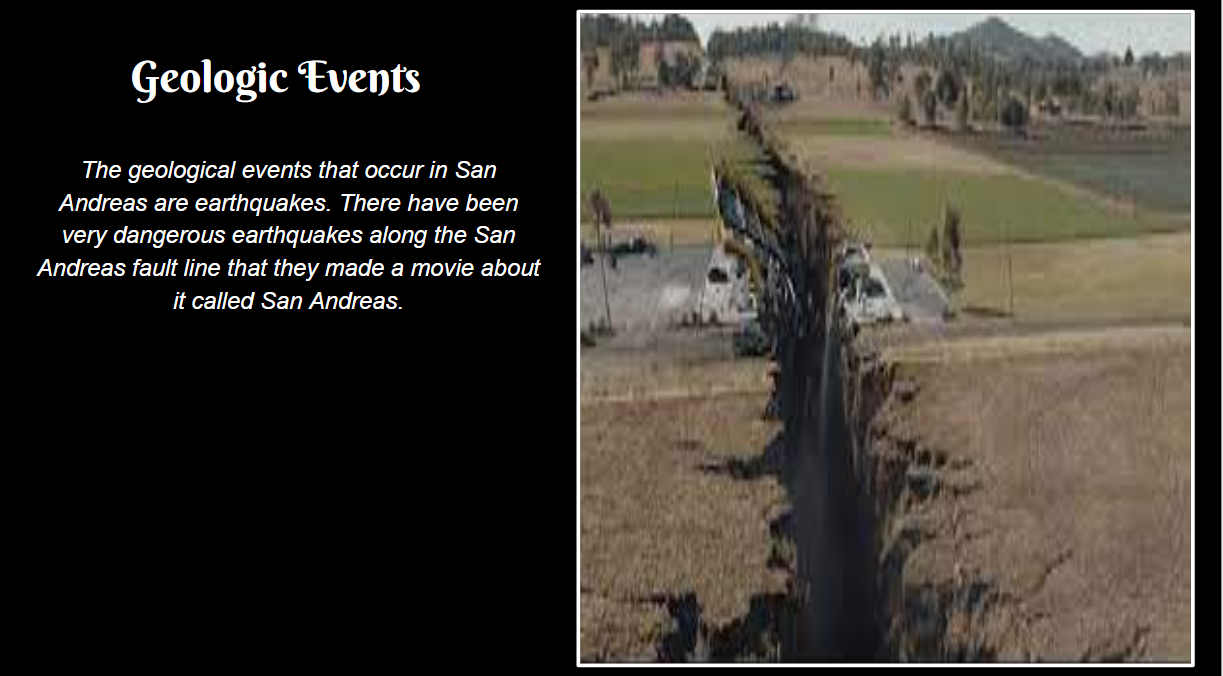 Geologic Events
The geological events that occur in San
Andreas are earthquakes. There have been
very dangerous earthquakes along the San
Andreas fault line that they made a movie about
it called San Andreas.